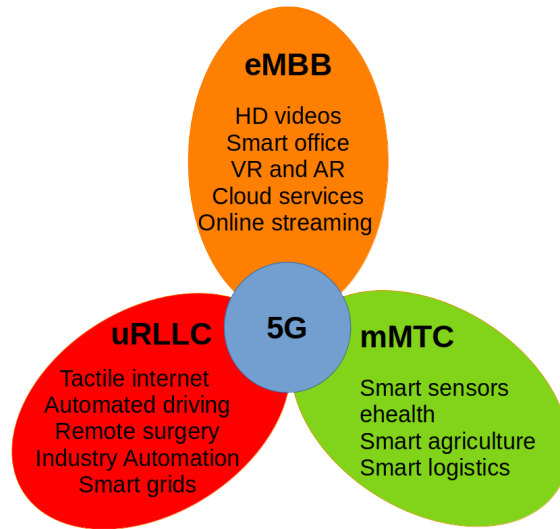 eMBB
HD videos
Smart office
VR and AR
Cloud services
Online streaming
5G
uRLLC
Tactile internet
Automated driving
Remote surgery
Industry Automation
Smart grids
mMTC
Smart sensors
ehealth
Smart agriculture
Smart logistics